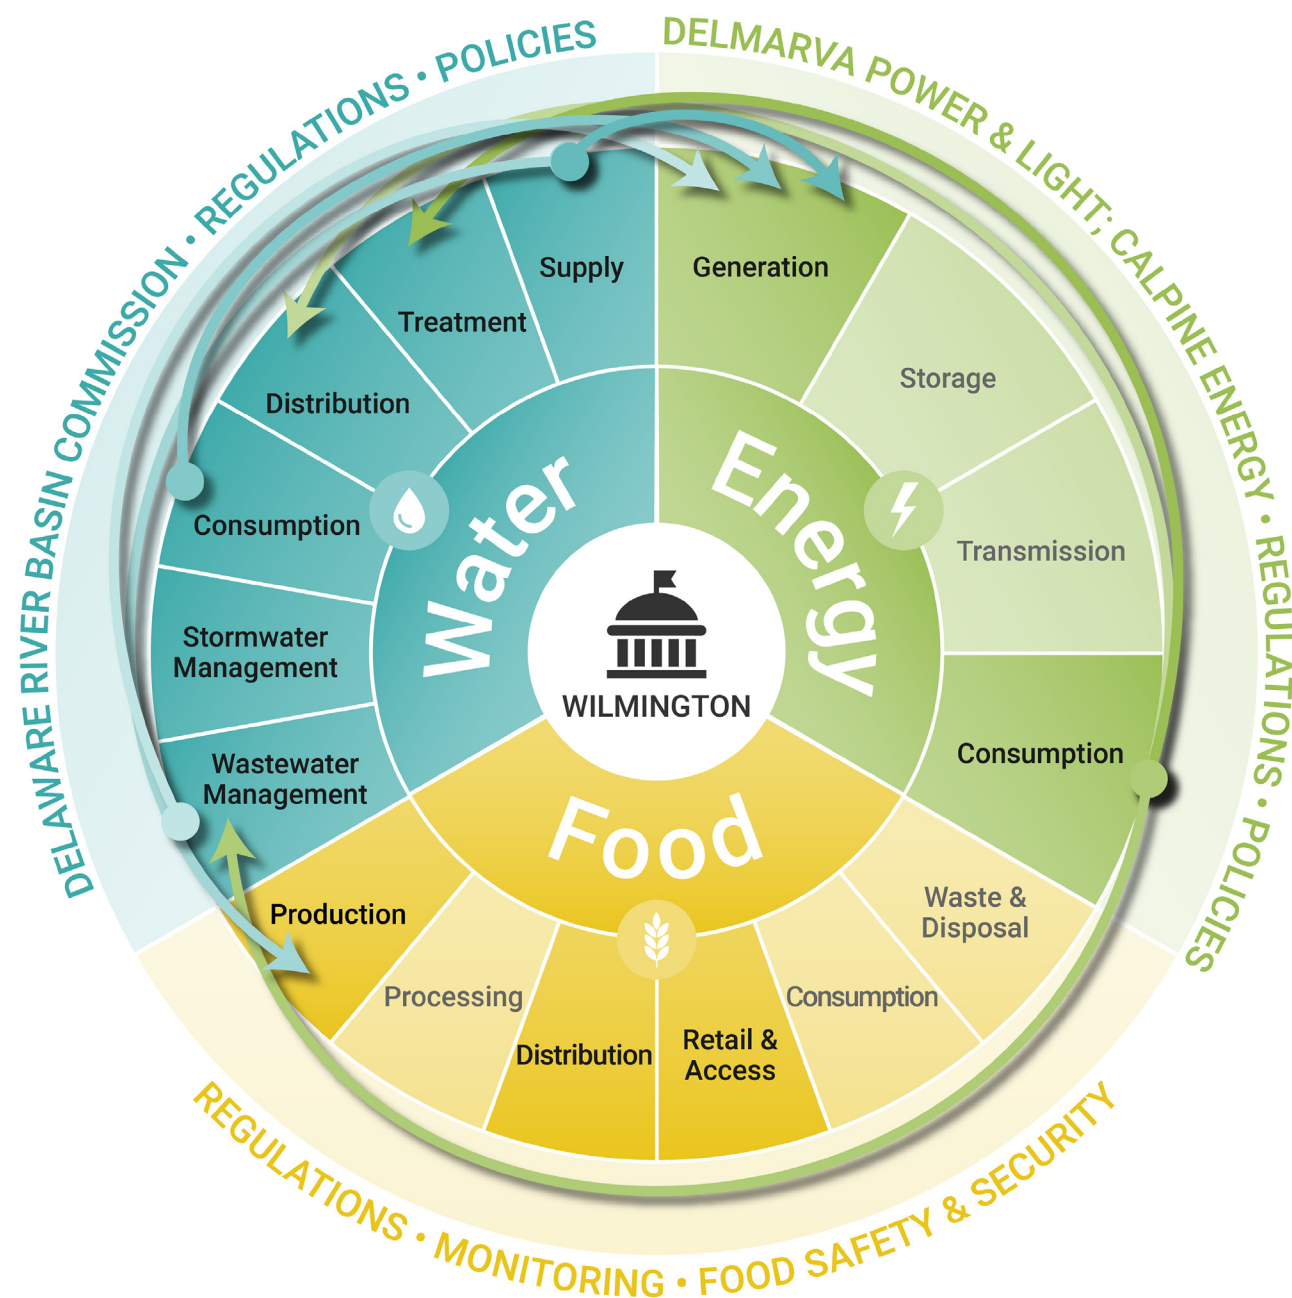 DELAWARE RIVER BASIN COMMISSION • REGULATIONS • POLICIES
DELMARVA POWER & LIGHT; CALPINE ENERGY • REGULATIONS • POLICIES
Supply
Treatment
Distribution
Consumption
Stormwater
Management
Wastewater
Management
Water
Generation
Storage
Transmission
Consumption
Energy
WILMINGTON
Food
Production
Processing
Distribution
Retail &
Access
Consumption
Waste &
Disposal
REGULATIONS • MONITORING • FOOD SAFETY & SECURITY